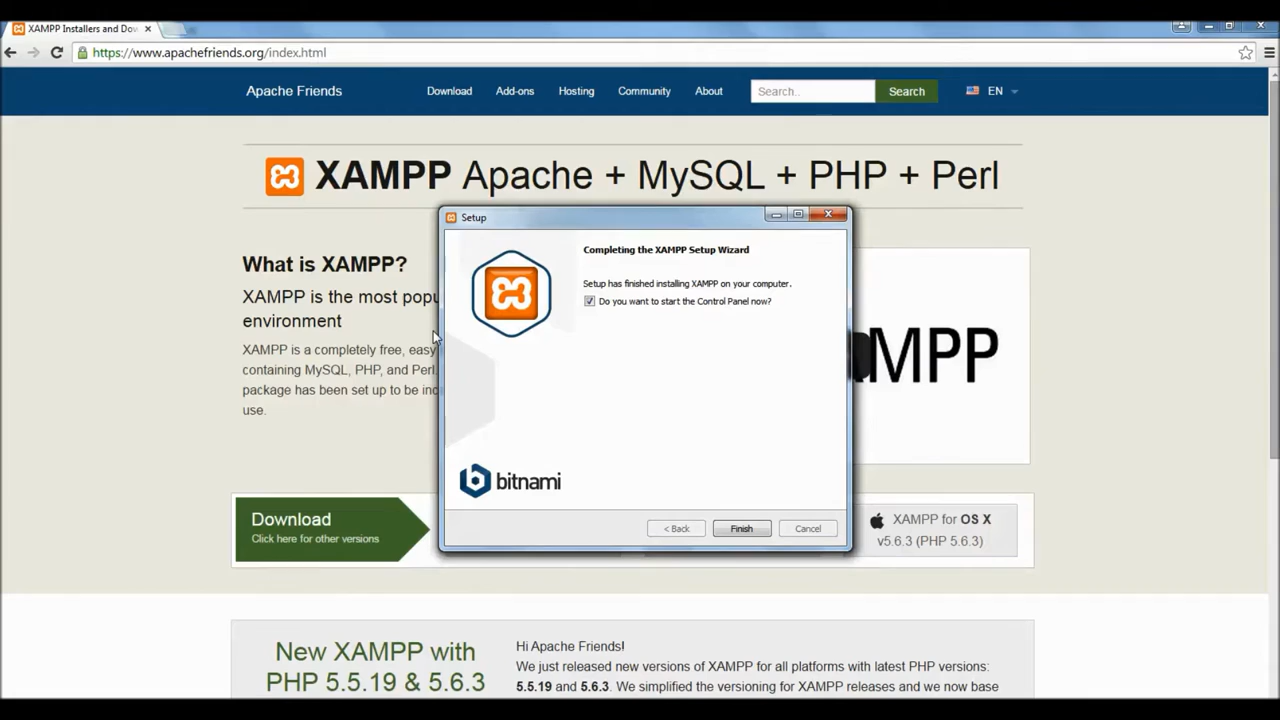 XAMPP Installers and Dov
https://www.apachefriends.org/index.html
Apache Friends
Download
Add-ons
Hosting
Community
About
Search..
Search
EN
XAMPP Apache + MySQL + PHP + Perl
Setup
Completing the XAMPP Setup Wizard
Setup has finished installing XAMPP on your computer.
Do you want to start the Control Panel now?
bitnami
< Back
Finish
Cancel
What is XAMPP?
XAMPP is the most popu
environment
XAMPP is a completely free, easy
containing MySQL, PHP, and Perl.
package has been set up to be inc
use.
MPP
Download
Click here for other versions
XAMPP for OS X
v5.6.3 (PHP 5.6.3)
New XAMPP with
PHP 5.5.19 & 5.6.3
Hi Apache Friends!
We just released new versions of XAMPP for all platforms with latest PHP versions:
5.5.19 and 5.6.3. We simplified the versioning for XAMPP releases and we now base